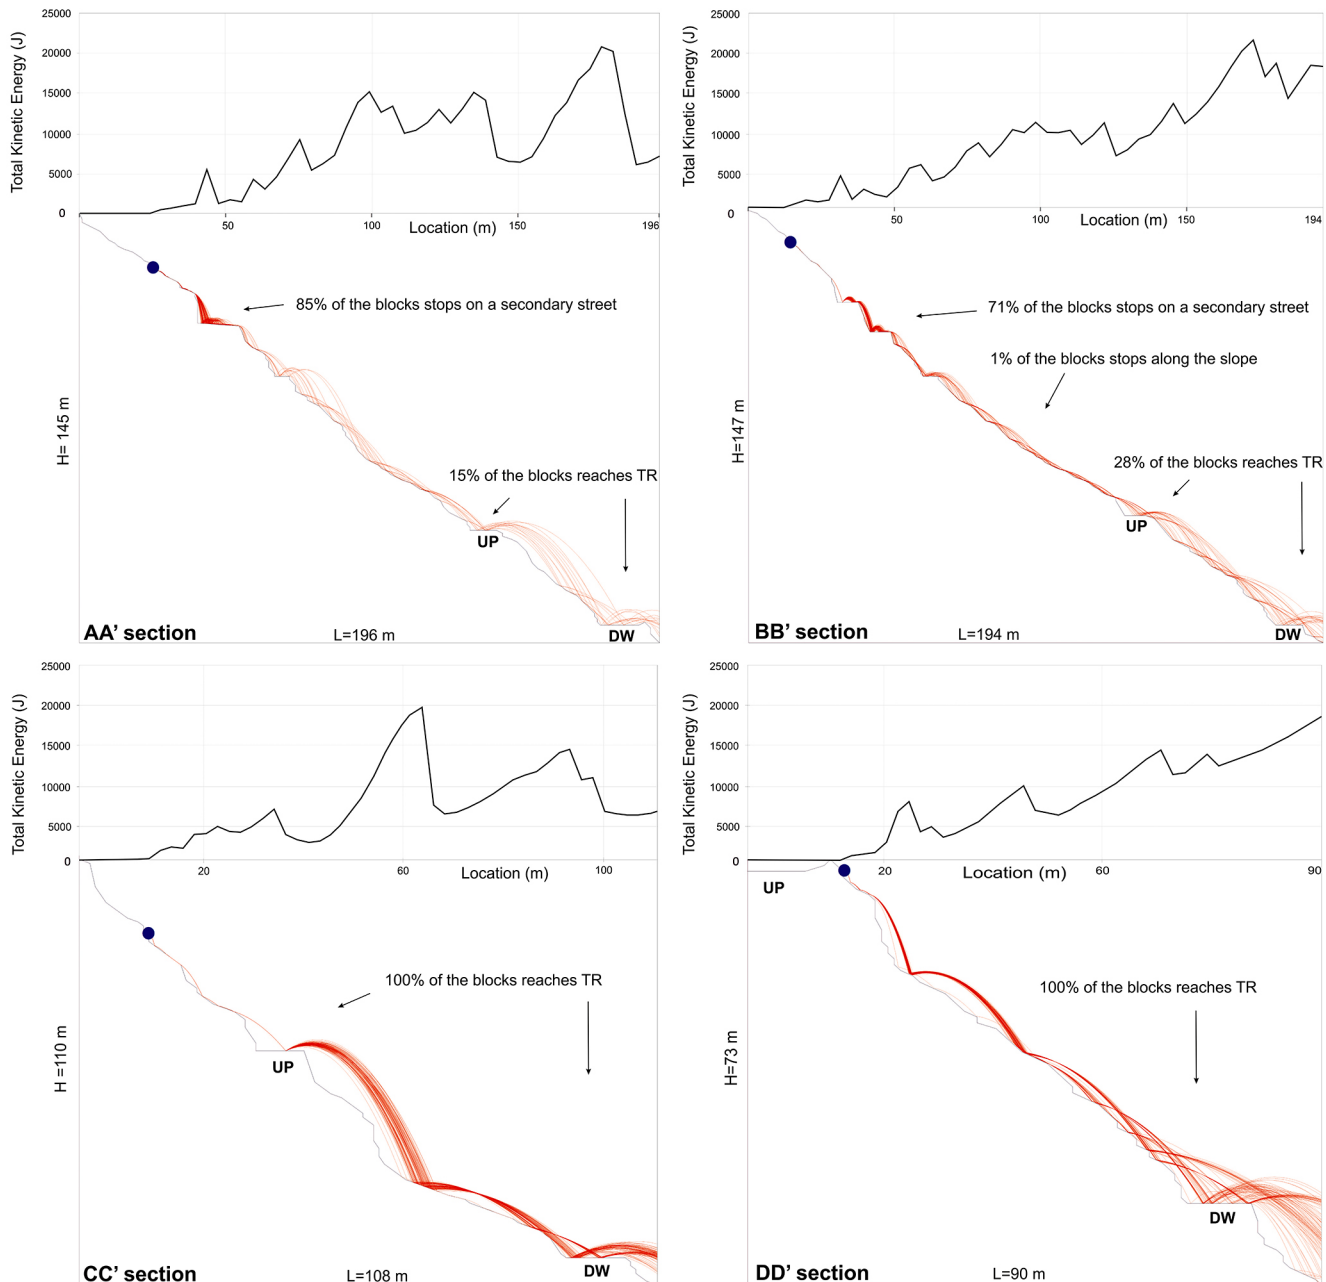 25000
20000
15000
10000
5000
0
Total Kinetic Energy (J)
50
100
150
196
Location (m)
85% of the blocks stops on a secondary street
15% of the blocks reaches TR
H= 145 m
UP
DW
AA’ section
L=196 m
25000
20000
15000
10000
5000
0
Total Kinetic Energy (J)
50
100
150
194
Location (m)
71% of the blocks stops on a secondary street
1% of the blocks stops along the slope
28% of the blocks reaches TR
H=147 m
UP
DW
BB’ section
L=194 m
25000
20000
15000
10000
5000
0
Total Kinetic Energy (J)
20
60
100
Location (m)
100% of the blocks reaches TR
H =110 m
UP
DW
CC’ section
L=108 m
25000
20000
15000
10000
5000
0
Total Kinetic Energy (J)
20
60
90
Location (m)
UP
100% of the blocks reaches TR
H=73 m
DW
DD’ section
L=90 m